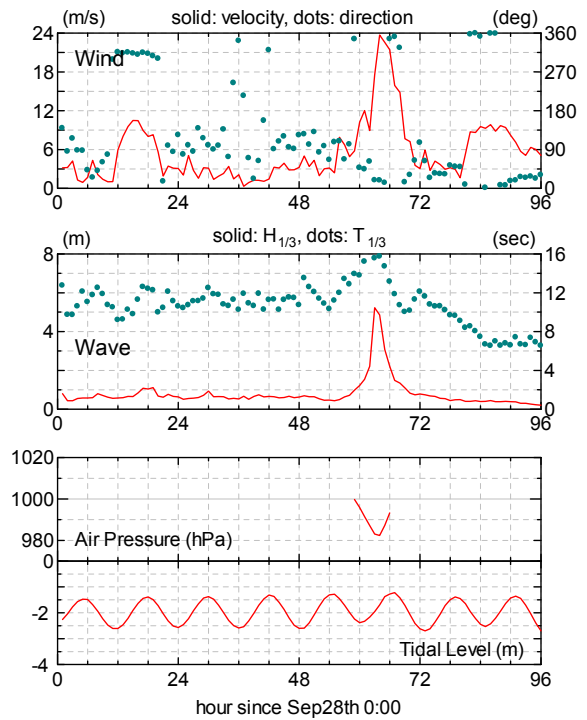 (m/s) solid: velocity, dots: direction (deg)
24 360
Wind
18 270
12 180
6 90
0 0
0 24 48 72 96
(m) solid: H1/3, dots: T1/3 (sec)
8 16
12
4 8
Wave
4
0 0
0 24 48 72 96
1020
1000
980
Air Pressure (hPa)
0
-2
Tidal Level (m)
-4
0 24 48 72 96
hour since Sep28th 0:00